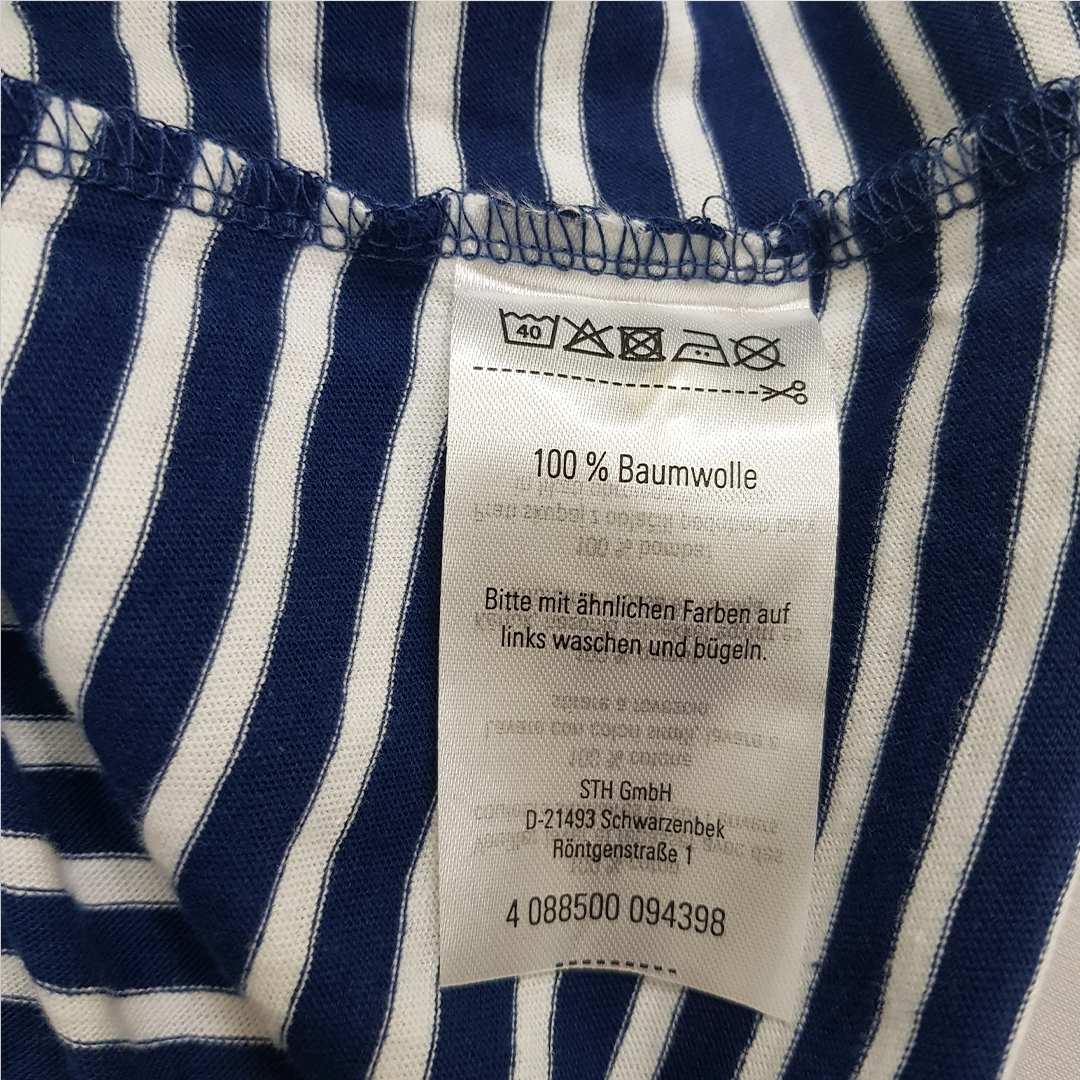 40
100 % Baumwolle
Bitte mit ähnlichen Farben auf
links waschen und bügeln.
STH GmbH
D-21493 Schwarzenbek
Röntgenstraße 1
4 088500 094398